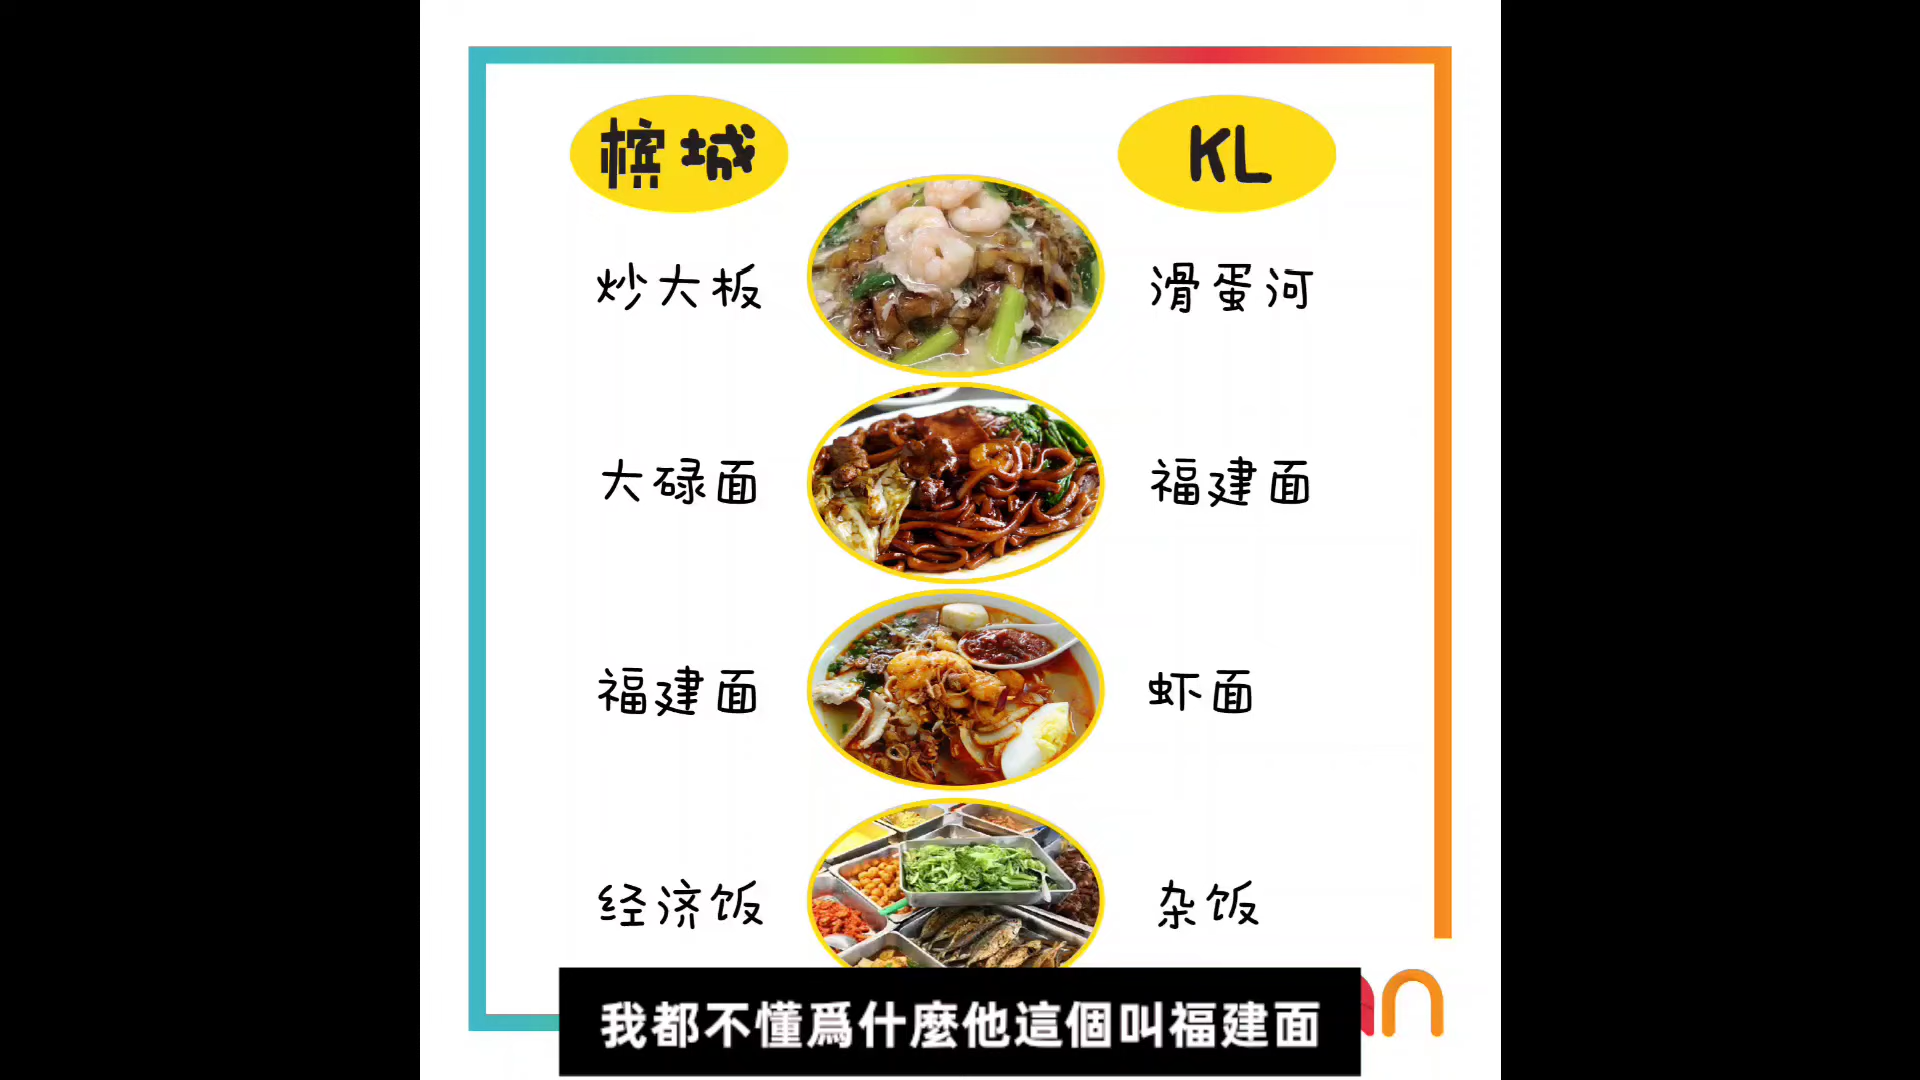 槟城
KL
炒大板
滑蛋河
大碌面
福建面
福建面
虾面
经济饭
杂饭
我都不懂爲什麼他這個叫福建面